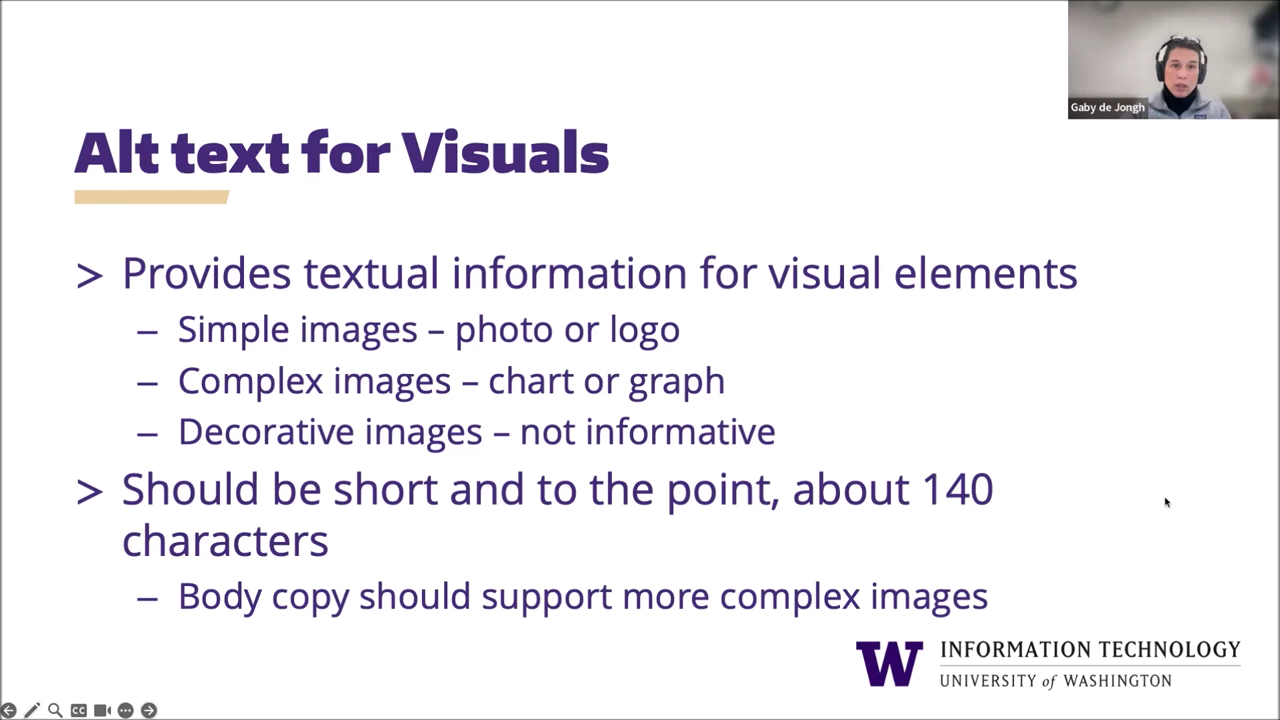 Gaby de Jongh
Alt text for Visuals
> Provides textual information for visual elements
– Simple images – photo or logo
– Complex images – chart or graph
– Decorative images – not informative
> Should be short and to the point, about 140
characters
– Body copy should support more complex images
W INFORMATION TECHNOLOGY
UNIVERSITY of WASHINGTON
CC